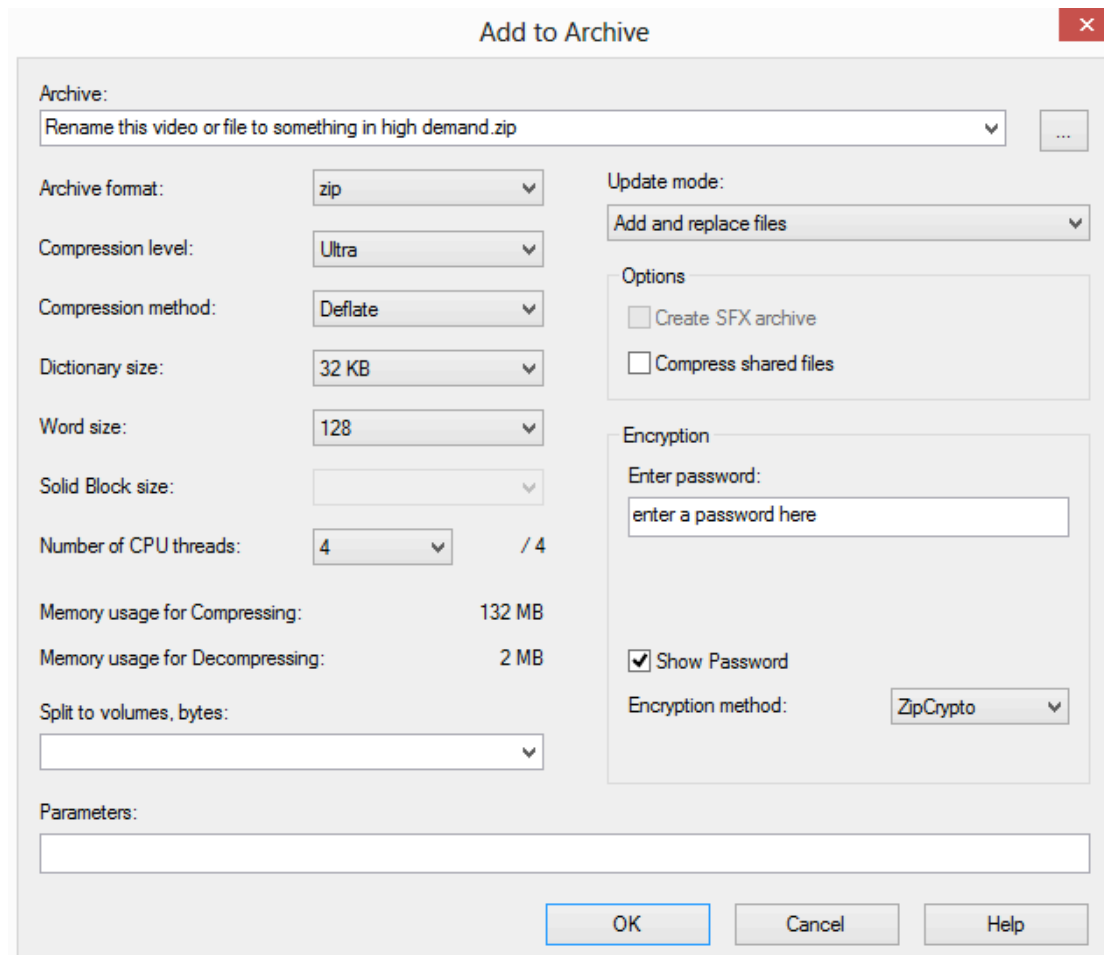 Add to Archive
Archive:
Rename this video or file to something in high demand.zip
...
Archive format:
zip
Compression level:
Ultra
Compression method:
Deflate
Dictionary size:
32 KB
Word size:
128
Solid Block size:
Number of CPU threads:
4
/ 4
Memory usage for Compressing:
132 MB
Memory usage for Decompressing:
2 MB
Split to volumes, bytes:
Update mode:
Add and replace files
Options
Create SFX archive
Compress shared files
Encryption
Enter password:
enter a password here
Show Password
Encryption method:
ZipCrypto
Parameters:
OK
Cancel
Help